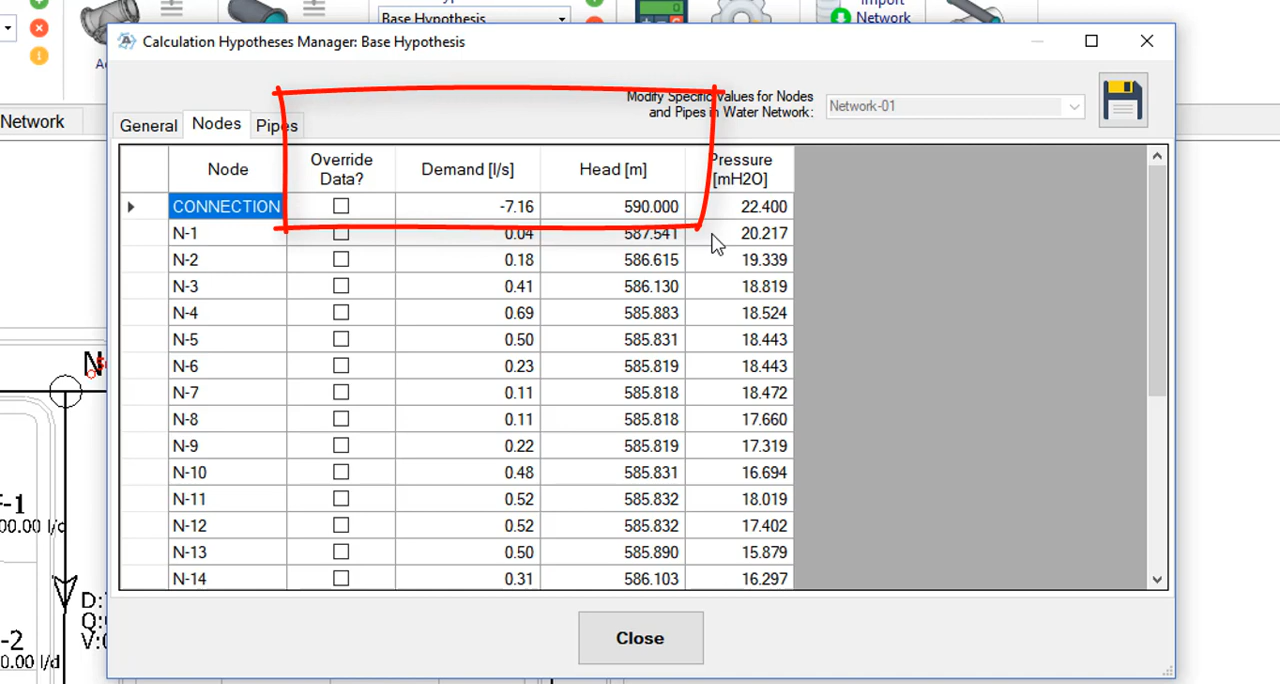 Import
Network
Base Hypothesis
Calculation Hypotheses Manager: Base Hypothesis
Network
General Nodes Pipes
Modify Specific Values for Nodes
and Pipes in Water Network:
Network-01
Node Override Data? Demand [l/s] Head [m] Pressure [mH2O]
CONNECTION -7.16 590.000 22.400
N-1 0.04 587.541 20.217
N-2 0.18 586.615 19.339
N-3 0.41 586.130 18.819
N-4 0.69 585.883 18.524
N-5 0.50 585.831 18.443
N-6 0.23 585.819 18.443
N-7 0.11 585.818 18.472
N-8 0.11 585.818 17.660
N-9 0.22 585.819 17.319
N-10 0.48 585.831 16.694
N-11 0.52 585.832 18.019
N-12 0.52 585.832 17.402
N-13 0.50 585.890 15.879
N-14 0.31 586.103 16.297
Close
N
-1
00.00 l/d
D:
Q:
V:
-2
0.00 l/d